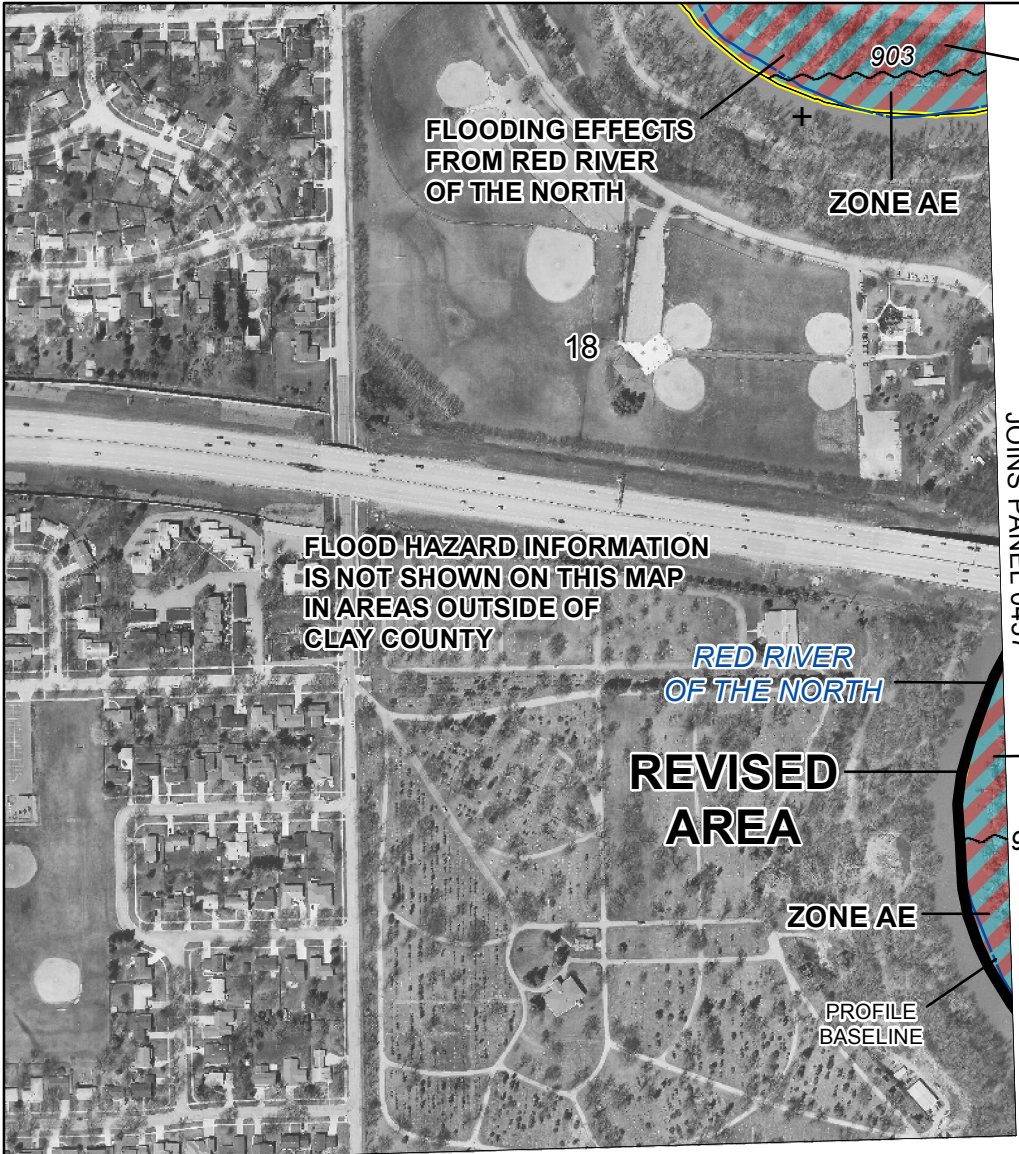 903
FLOODING EFFECTS
FROM RED RIVER
OF THE NORTH
ZONE AE
18
JOINS PANEL 0457
FLOOD HAZARD INFORMATION
IS NOT SHOWN ON THIS MAP
IN AREAS OUTSIDE OF
CLAY COUNTY
RED RIVER
OF THE NORTH
REVISED
AREA
ZONE AE
PROFILE
BASELINE